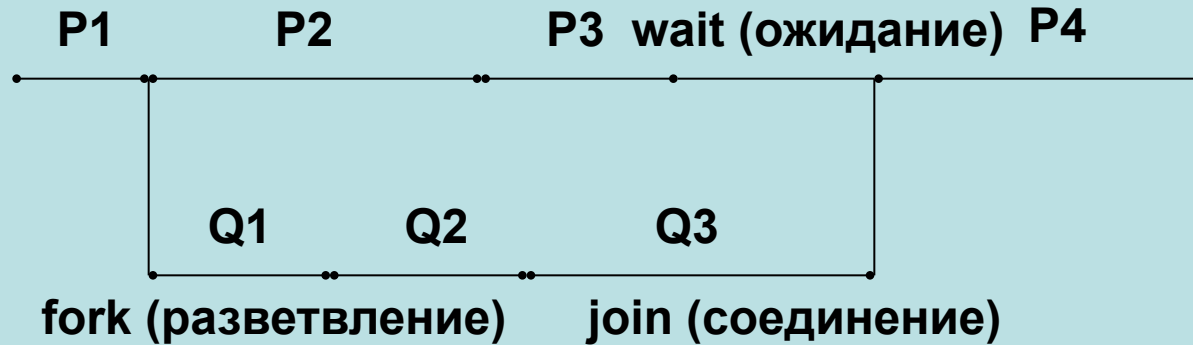 P1 P2 P3 wait (ожидание) P4
Q1 Q2 Q3
fork (разветвление) join (соединение)